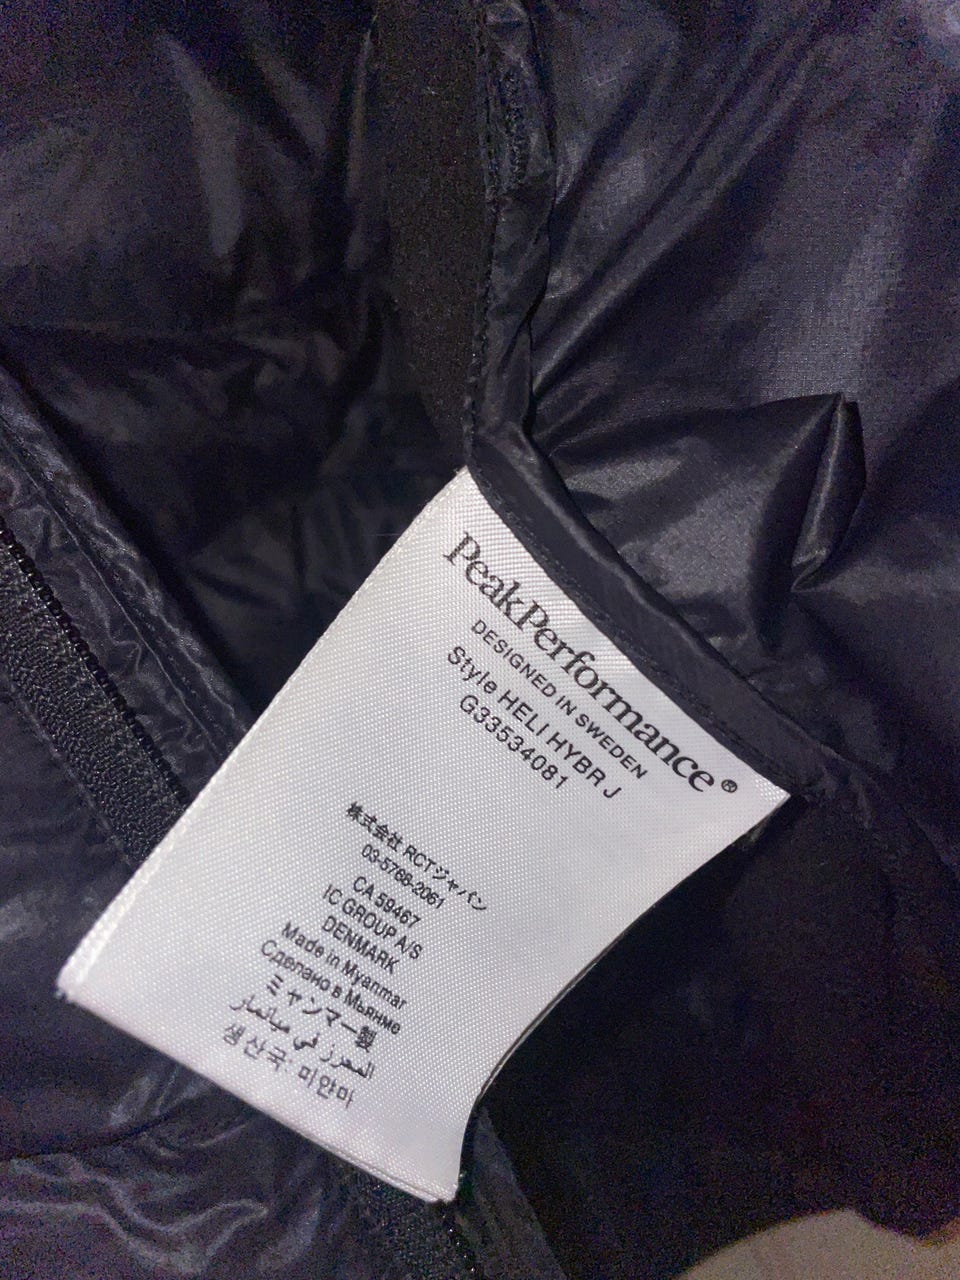 PeakPerformance®
DESIGNED IN SWEDEN
Style HELI HYBR J
G33534081
株式会社 RCTジャパン
03-5768-2061
CA 59467
IC GROUP A/S
DENMARK
Made in Myanmar
Сделано в Мьянме
ミャンマー製
المحرز في ميانمار
생산국: 미얀마